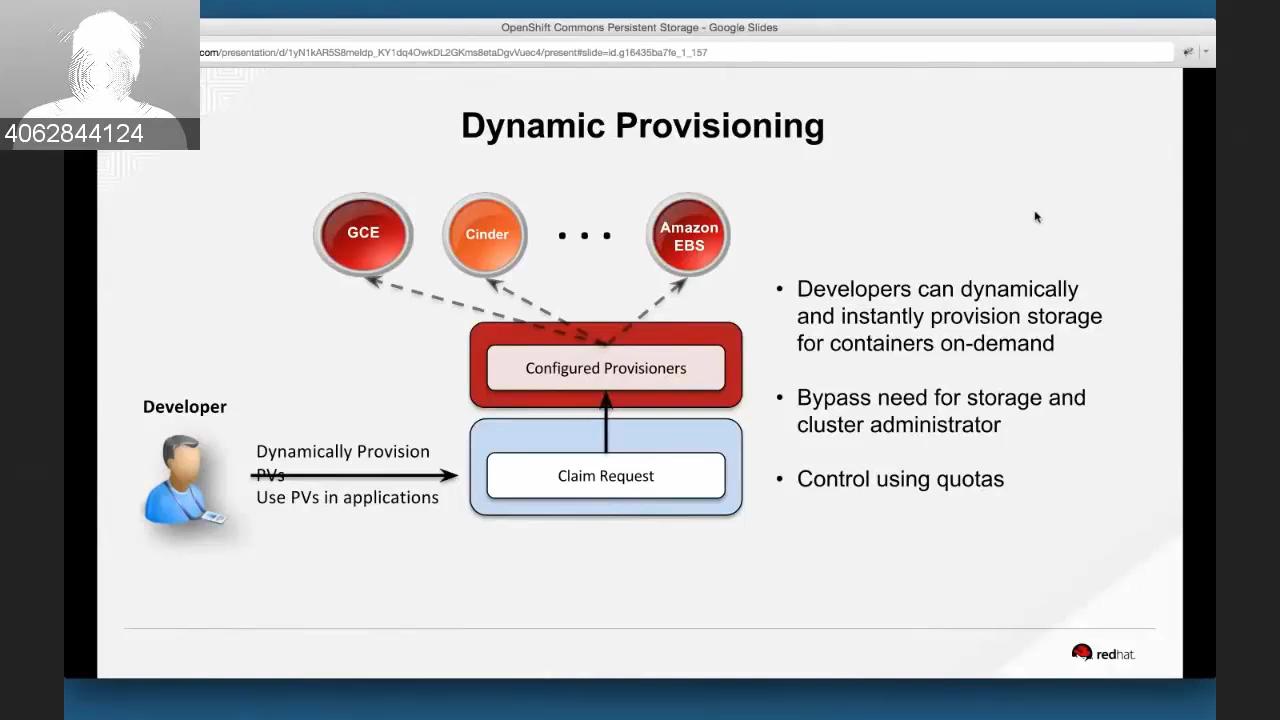 OpenShift Commons Persistent Storage - Google Slides
com/presentation/d/1yN1kAR5S8meIdp_KY1dq4OwkDL2GKms8etaDgvVuec4/present#slide=id.g16435ba7fe_1_157
4062844124
Dynamic Provisioning
GCE
Cinder
. . .
Amazon
EBS
Configured Provisioners
Developer
Dynamically Provision
PVs
Use PVs in applications
Claim Request
• Developers can dynamically
and instantly provision storage
for containers on-demand
• Bypass need for storage and
cluster administrator
• Control using quotas
redhat.